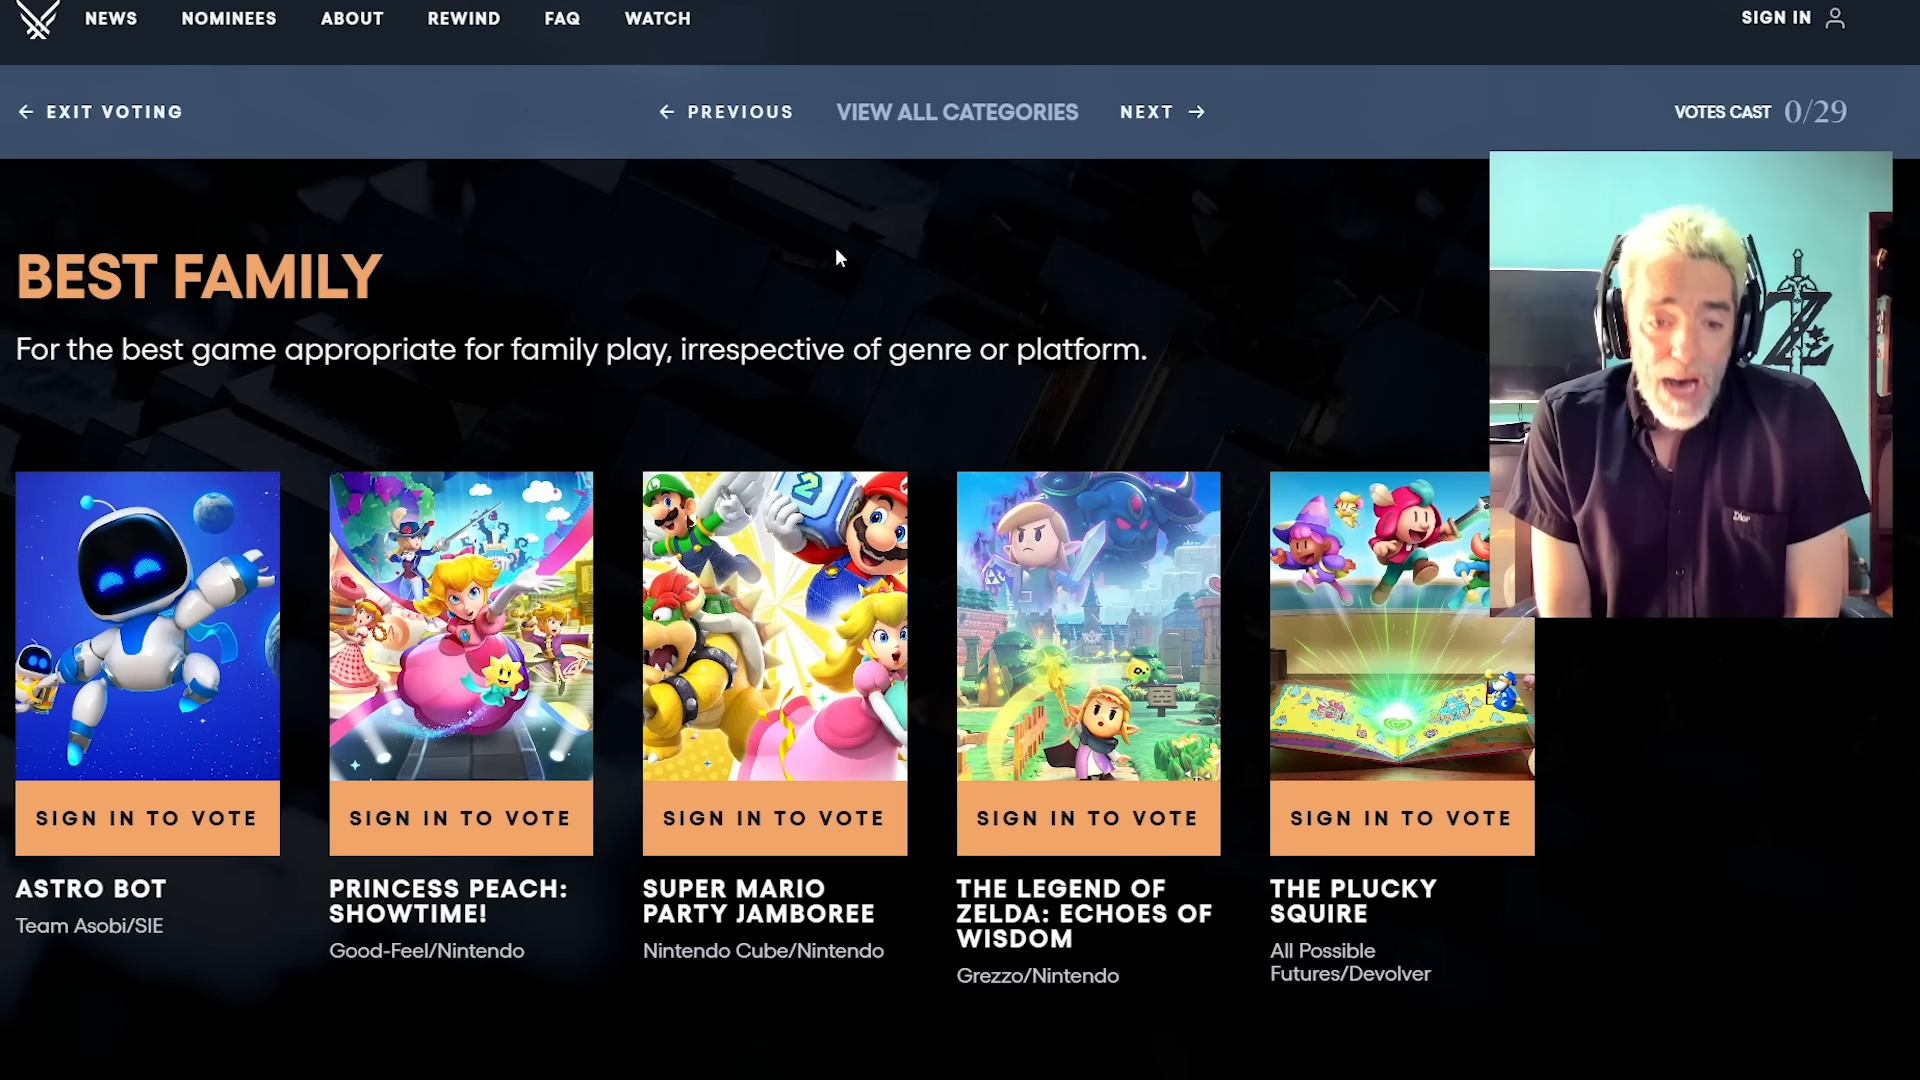 NEWS
NOMINEES
ABOUT
REWIND
FAQ
WATCH
SIGN IN
EXIT VOTING
PREVIOUS
VIEW ALL CATEGORIES
NEXT
VOTES CAST 0/29
BEST FAMILY
For the best game appropriate for family play, irrespective of genre or platform.
Z
Dior
2
SIGN IN TO VOTE
SIGN IN TO VOTE
SIGN IN TO VOTE
SIGN IN TO VOTE
SIGN IN TO VOTE
ASTRO BOT
Team Asobi/SIE
PRINCESS PEACH:
SHOWTIME!
Good-Feel/Nintendo
SUPER MARIO
PARTY JAMBOREE
Nintendo Cube/Nintendo
THE LEGEND OF
ZELDA: ECHOES OF
WISDOM
Grezzo/Nintendo
THE PLUCKY
SQUIRE
All Possible
Futures/Devolver